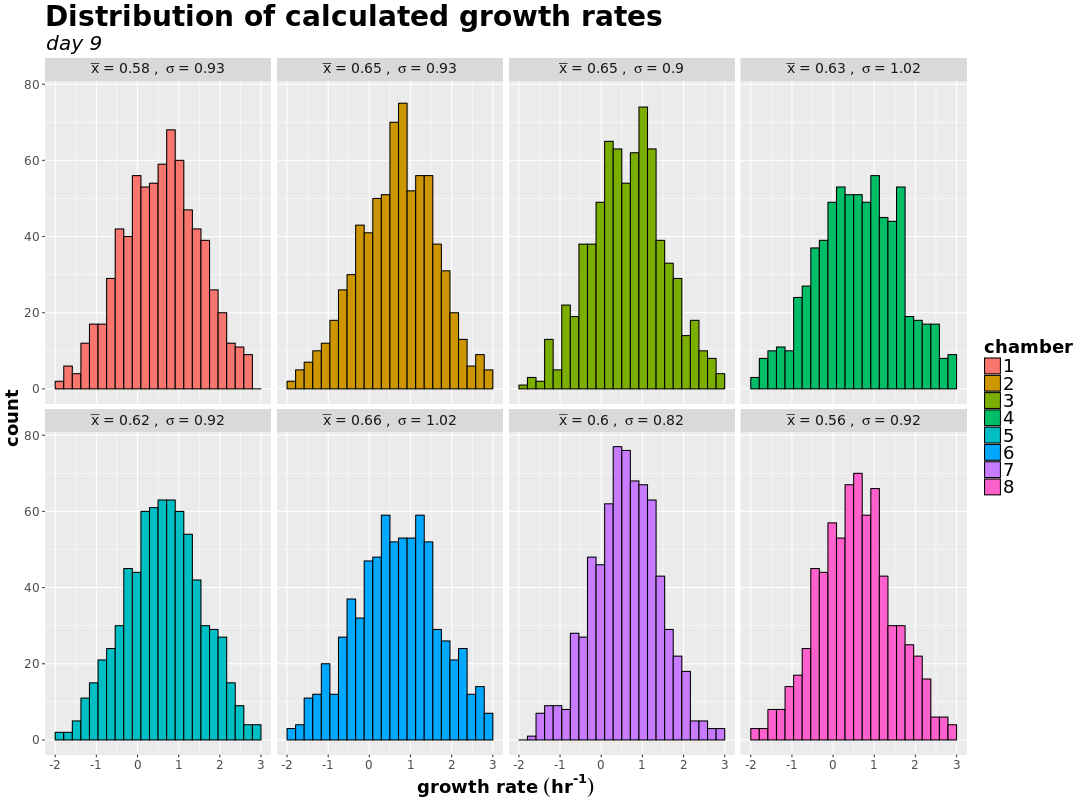 Distribution of calculated growth rates
day 9
x̅ = 0.58 , σ = 0.93
x̅ = 0.65 , σ = 0.93
x̅ = 0.65 , σ = 0.9
x̅ = 0.63 , σ = 1.02
80
60
40
20
0
x̅ = 0.62 , σ = 0.92
x̅ = 0.66 , σ = 1.02
x̅ = 0.6 , σ = 0.82
x̅ = 0.56 , σ = 0.92
80
60
40
20
0
-2 -1 0 1 2 3
-2 -1 0 1 2 3
-2 -1 0 1 2 3
-2 -1 0 1 2 3
count
growth rate (hr⁻¹)
chamber
1
2
3
4
5
6
7
8